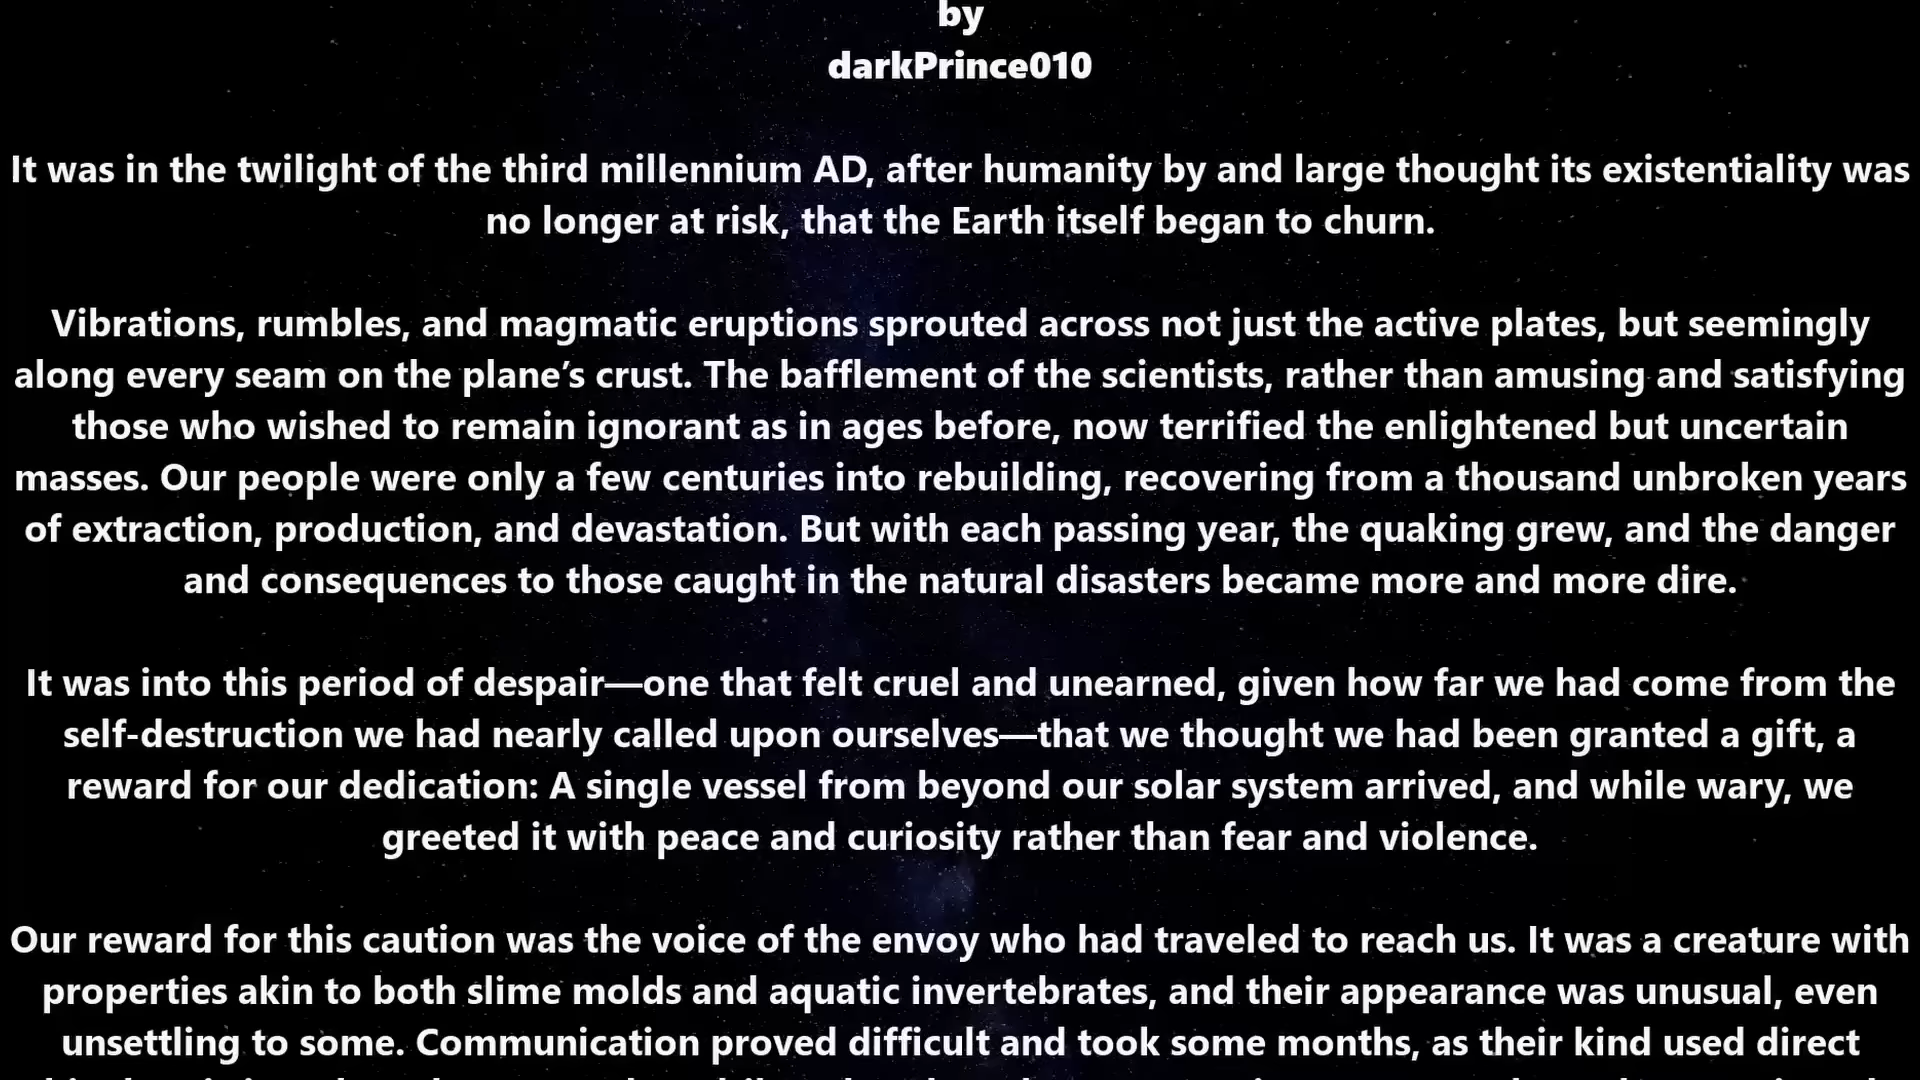 by
darkPrince010
It was in the twilight of the third millennium AD, after humanity by and large thought its existentiality was
no longer at risk, that the Earth itself began to churn.
Vibrations, rumbles, and magmatic eruptions sprouted across not just the active plates, but seemingly
along every seam on the plane’s crust. The bafflement of the scientists, rather than amusing and satisfying
those who wished to remain ignorant as in ages before, now terrified the enlightened but uncertain
masses. Our people were only a few centuries into rebuilding, recovering from a thousand unbroken years
of extraction, production, and devastation. But with each passing year, the quaking grew, and the danger
and consequences to those caught in the natural disasters became more and more dire.
It was into this period of despair—one that felt cruel and unearned, given how far we had come from the
self-destruction we had nearly called upon ourselves—that we thought we had been granted a gift, a
reward for our dedication: A single vessel from beyond our solar system arrived, and while wary, we
greeted it with peace and curiosity rather than fear and violence.
Our reward for this caution was the voice of the envoy who had traveled to reach us. It was a creature with
properties akin to both slime molds and aquatic invertebrates, and their appearance was unusual, even
unsettling to some. Communication proved difficult and took some months, as their kind used direct